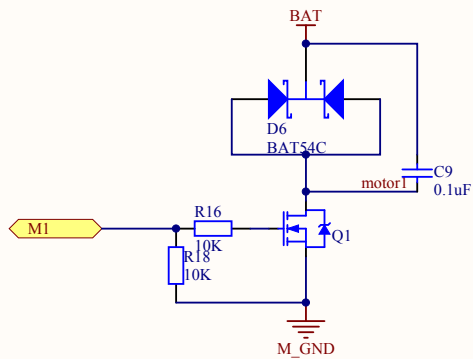 BAT
D6
BAT54C
C9
0.1uF
motor1
M1
R16
10K
Q1
R18
10K
M_GND